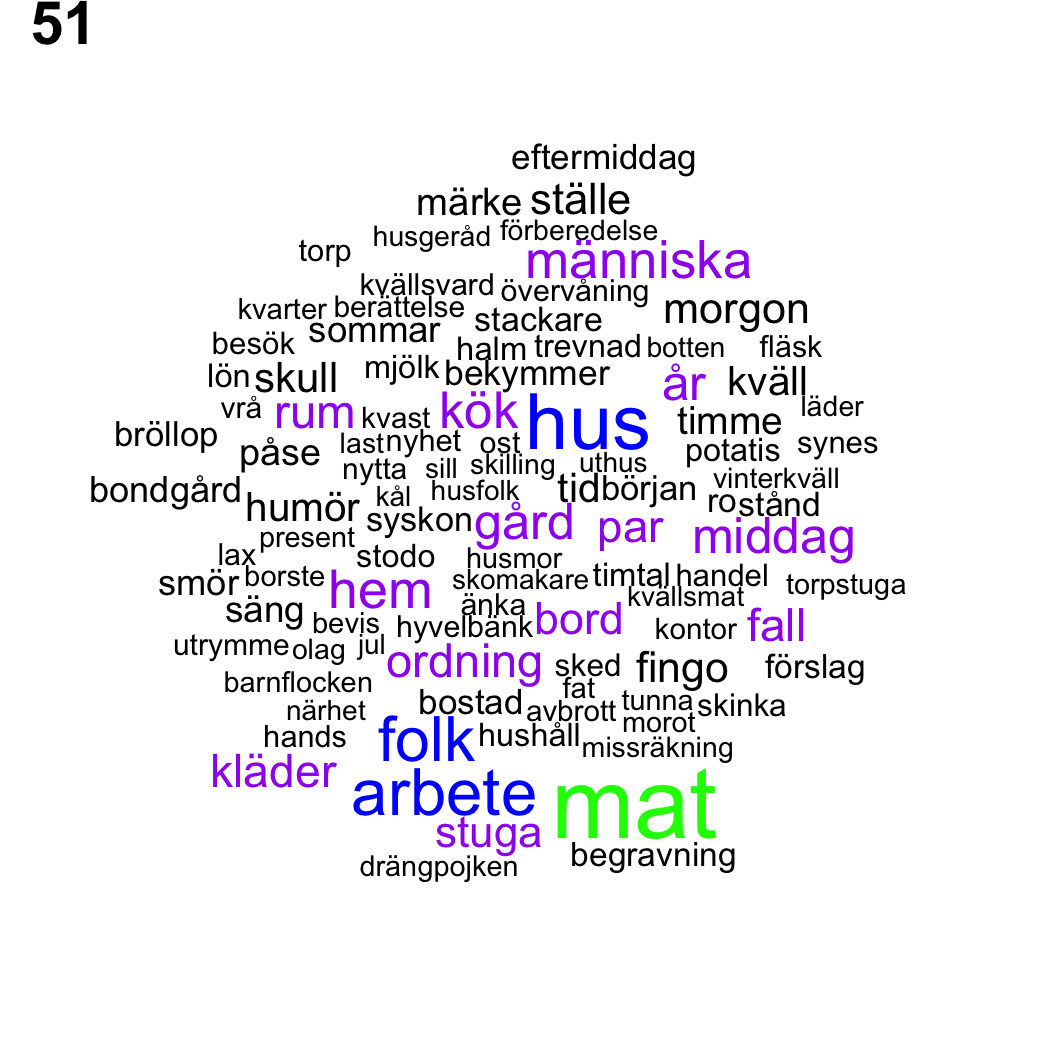 51
eftermiddag
märke ställe
torp husgeråd förberedelse
människa
kvällsvard övervåning
kvarter berättelse morgon
sommar stackare
besök halm trevnad botten fläsk
lön skull mjölk bekymmer år kväll
vrå rum kvast kök hus timme läder
bröllop påse last nyhet ost potatis synes
nytta sill skilling uthus vinterkväll
bondgård humör kål husfolk tid början ro stånd
present syskon gård par middag
lax stodo husmor
smör borste hem skomakare timtal handel torpstuga
säng bevis änka hyvelbänk bord kvällsmat kontor fall
utrymme olag jul ordning sked fingo förslag
barnflocken bostad fat tunna skinka
närhet avbrott morot
hands folk hushåll missräkning
kläder arbete mat
stuga
drängpojken begravning